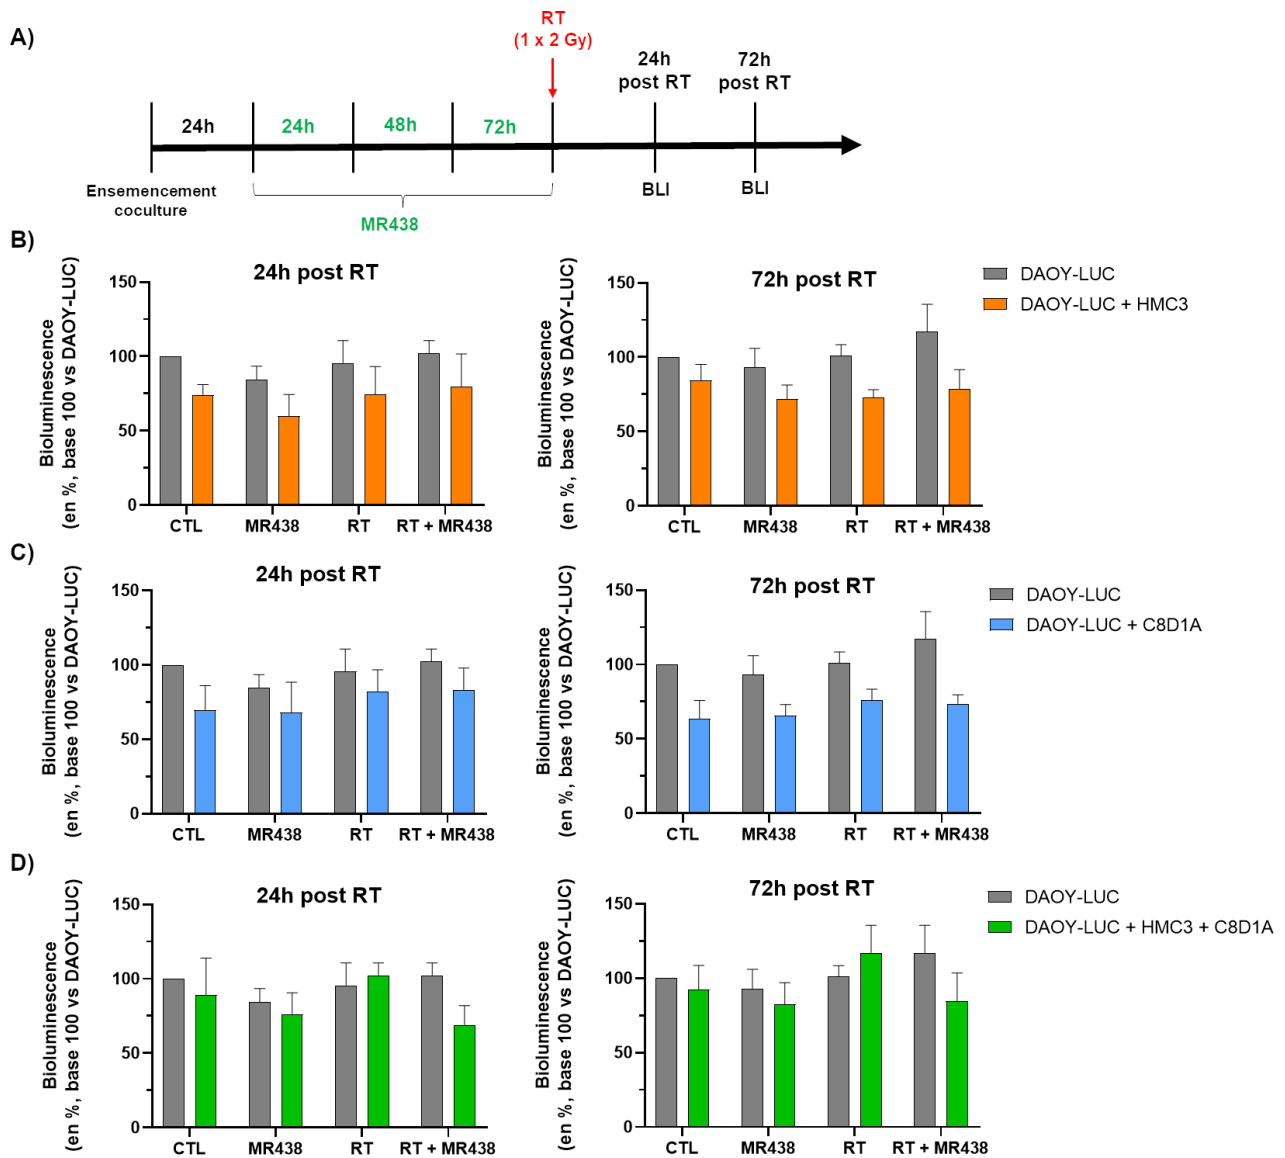 A)
RT
(1 x 2 Gy)
24h
post RT
72h
post RT
24h
24h
48h
72h
Ensemencement
coculture
MR438
BLI
BLI
B)
24h post RT
Bioluminescence
(en %, base 100 vs DAOY-LUC)
150
100
50
0
CTL
MR438
RT
RT + MR438
72h post RT
Bioluminescence
(en %, base 100 vs DAOY-LUC)
150
100
50
0
CTL
MR438
RT
RT + MR438
DAOY-LUC
DAOY-LUC + HMC3
C)
24h post RT
Bioluminescence
(en %, base 100 vs DAOY-LUC)
150
100
50
0
CTL
MR438
RT
RT + MR438
72h post RT
Bioluminescence
(en %, base 100 vs DAOY-LUC)
150
100
50
0
CTL
MR438
RT
RT + MR438
DAOY-LUC
DAOY-LUC + C8D1A
D)
24h post RT
Bioluminescence
(en %, base 100 vs DAOY-LUC)
150
100
50
0
CTL
MR438
RT
RT + MR438
72h post RT
Bioluminescence
(en %, base 100 vs DAOY-LUC)
150
100
50
0
CTL
MR438
RT
RT + MR438
DAOY-LUC
DAOY-LUC + HMC3 + C8D1A